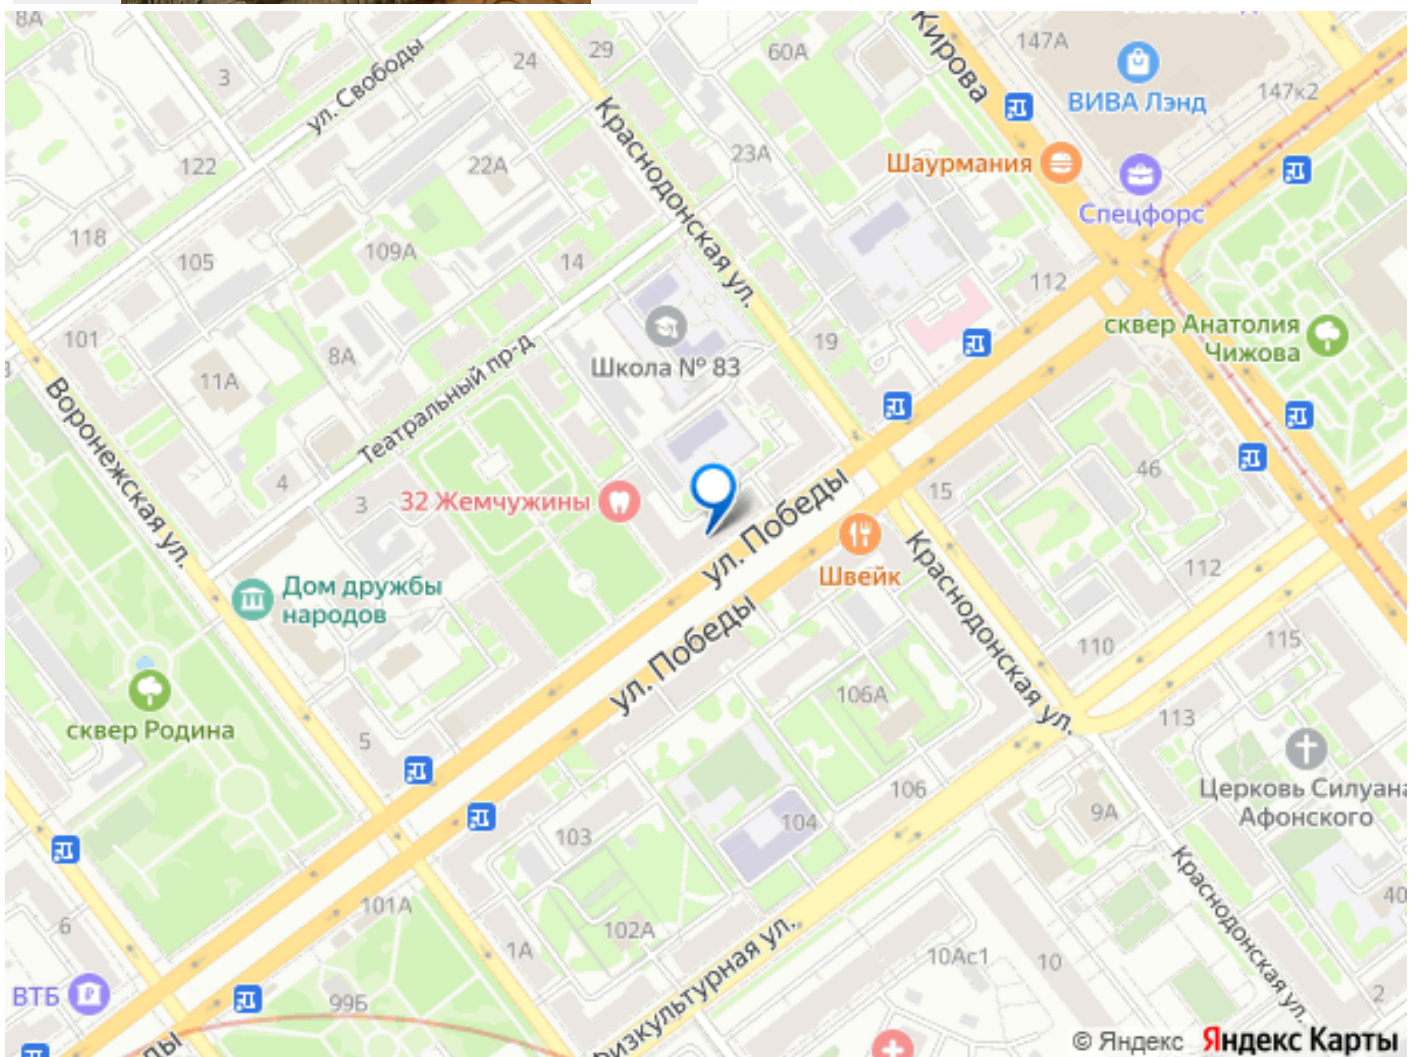 8А
3
24
29
60А
147А
ВИВА Лэнд
147к2
ул. Свободы
Краснодонская ул.
Кирова
122
22А
23А
Шаурмания
Спецфорс
118
105
109А
14
112
101
8А
11А
Школа № 83
19
сквер Анатолия
Чижова
Воронежская ул.
Театральный пр-д
4
3
32 Жемчужины
ул. Победы
15
46
Швейк
Краснодонская ул.
112
Дом дружбы
народов
ул. Победы
110
115
сквер Родина
106А
5
113
Церковь Силуана
Афонского
106
103
104
9А
6
101А
102А
1А
10Ас1
10
Краснодонская ул.
40
2
ВТБ
99Б
изкультурная ул.
ды
© Яндекс Яндекс Карты